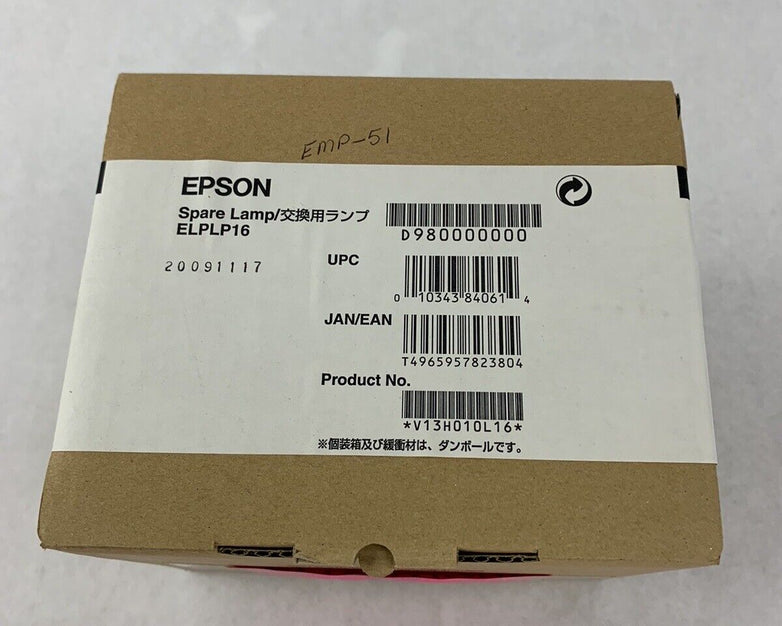 EMP-51
EPSON
Spare Lamp/交換用ランプ
ELPLP16
D980000000
20091117
UPC
0 10343 84061 4
JAN/EAN
T4965957823804
Product No.
*V13H010L16*
※個装箱及び緩衝材は、ダンボールです。